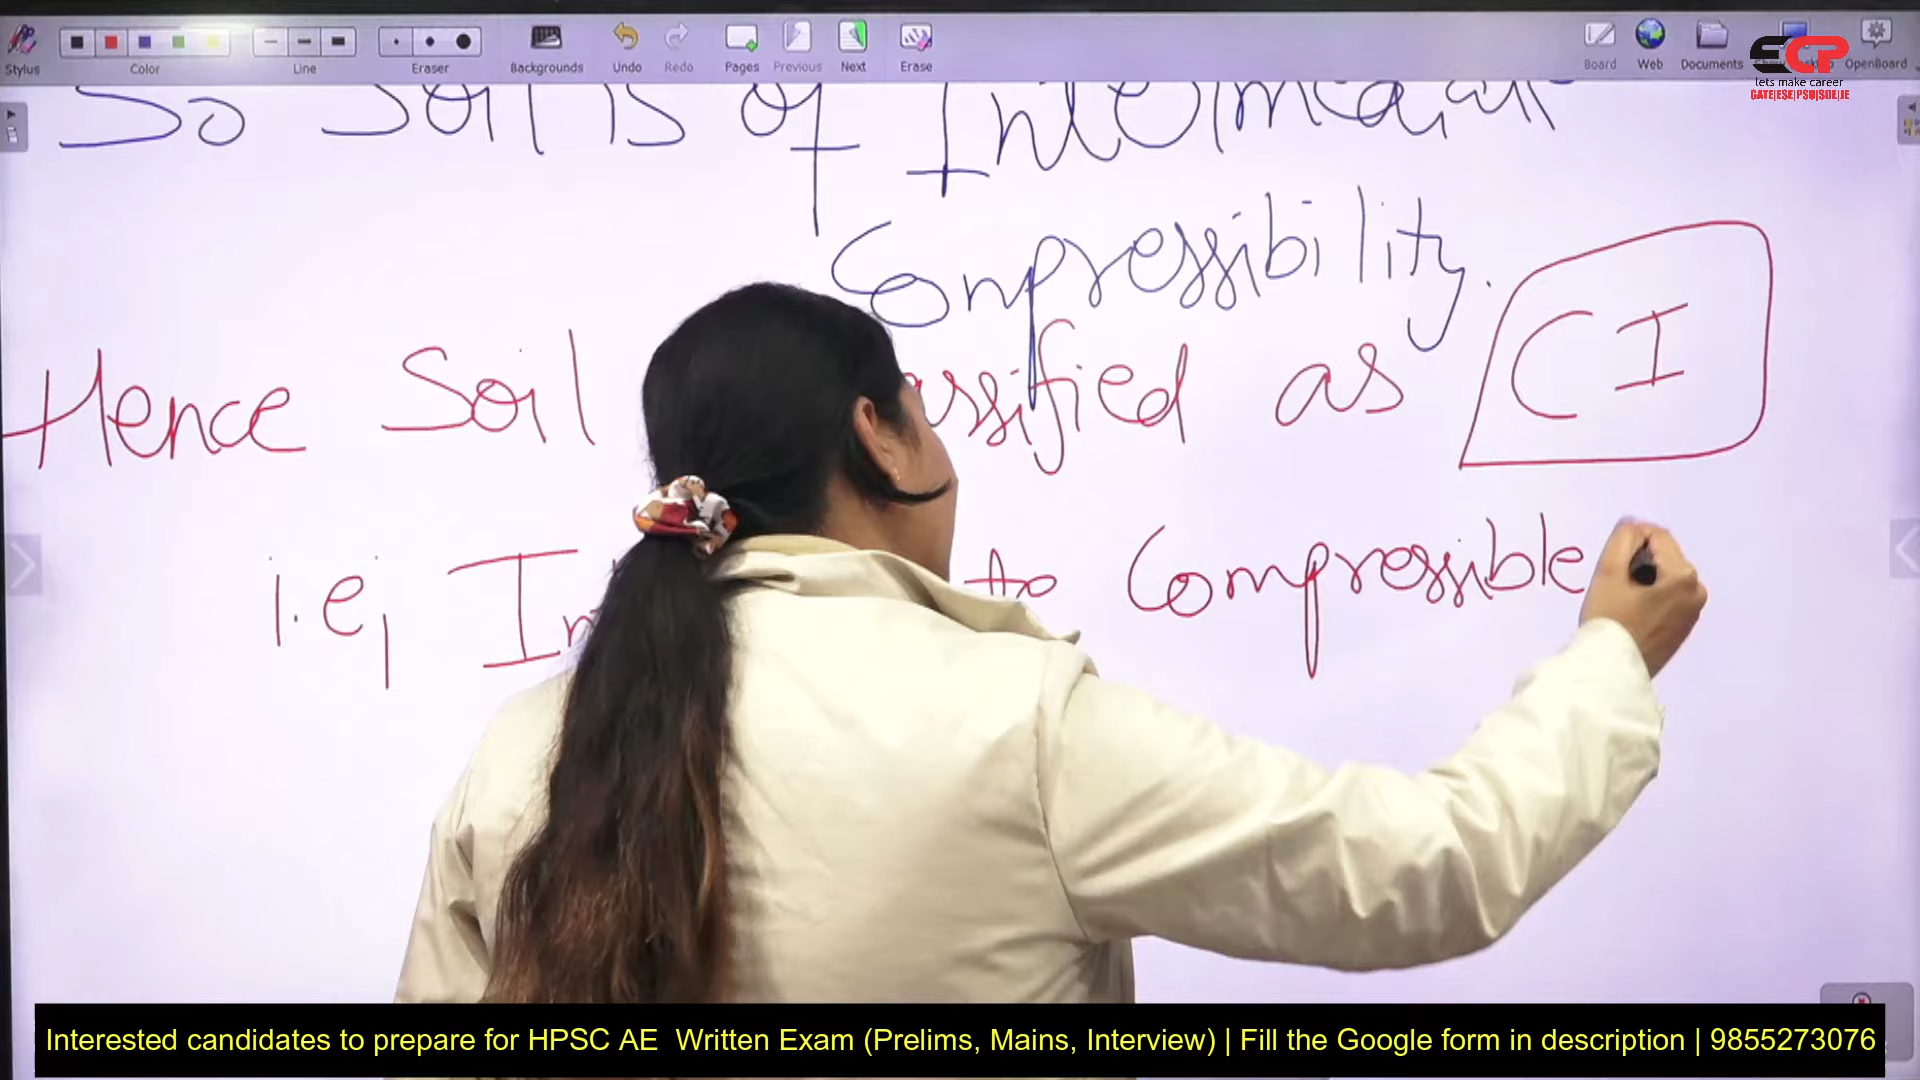 Stylus Color Line Eraser Backgrounds Undo Redo Pages Previous Next Erase Board Web Documents OpenBoard
ECP
lets make career
GATE|ESE|PSU|SDE|JE
So Soil is of
Compressibility.
Hence Soil as CI
i.e, to Compressible
Interested candidates to prepare for HPSC AE Written Exam (Prelims, Mains, Interview) | Fill the Google form in description | 9855273076